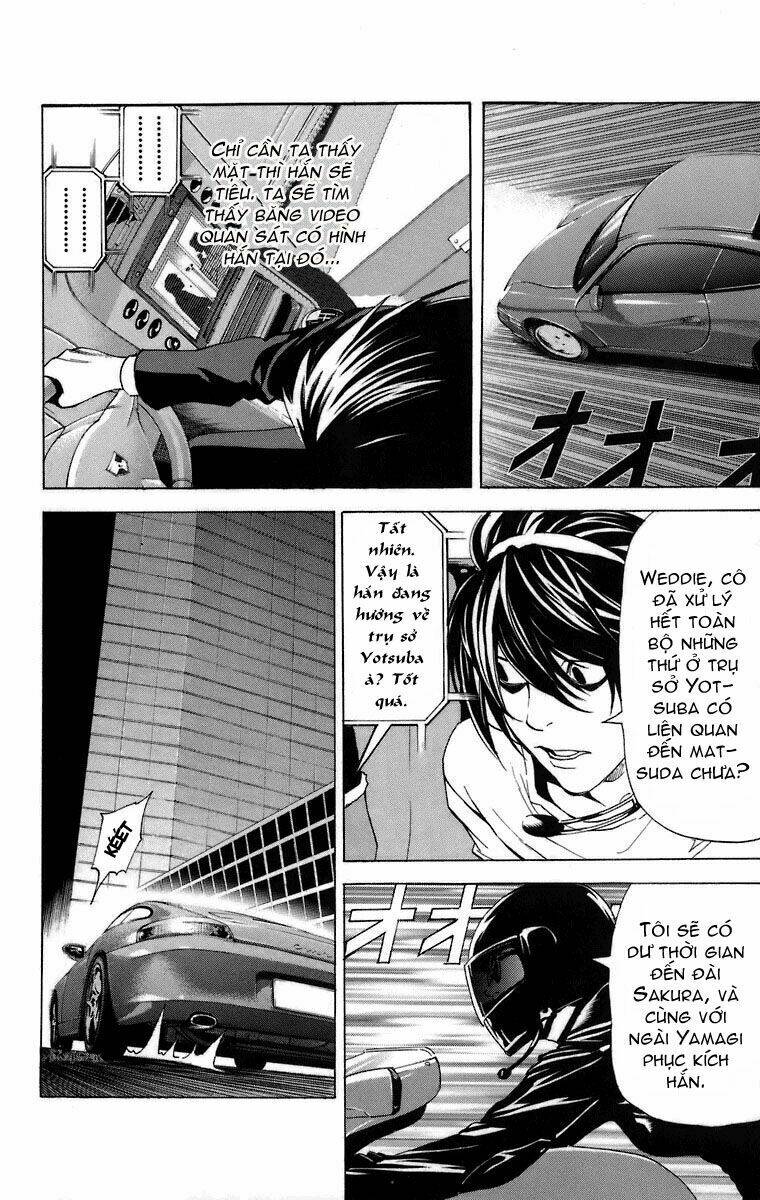 オオオ
CHỈ CẦN TA THẤY
MẶT THÌ HẮN SẼ
TIÊU. TA SẼ TÌM
THẤY BĂNG VIDEO
QUAN SÁT CÓ HÌNH
HẮN TẠI ĐÓ...
WEDDIE, CÔ
ĐÃ XỬ LÝ
HẾT TOÀN
BỘ NHỮNG
THỨ Ở TRỤ
SỞ YOT-
SUBA CÓ
LIÊN QUAN
ĐẾN MAT-
SUDA CHƯA?
Tất
nhiên.
Vậy là
hắn đang
hướng về
trụ sở
Yotsuba
à? Tốt
quá.
オオ
TÔI SẼ CÓ
DƯ THỜI GIAN
ĐẾN ĐÀI
SAKURA, VÀ
CÙNG VỚI
NGÀI YAMAGI
PHỤC KÍCH
HẮN.
KÉÉT